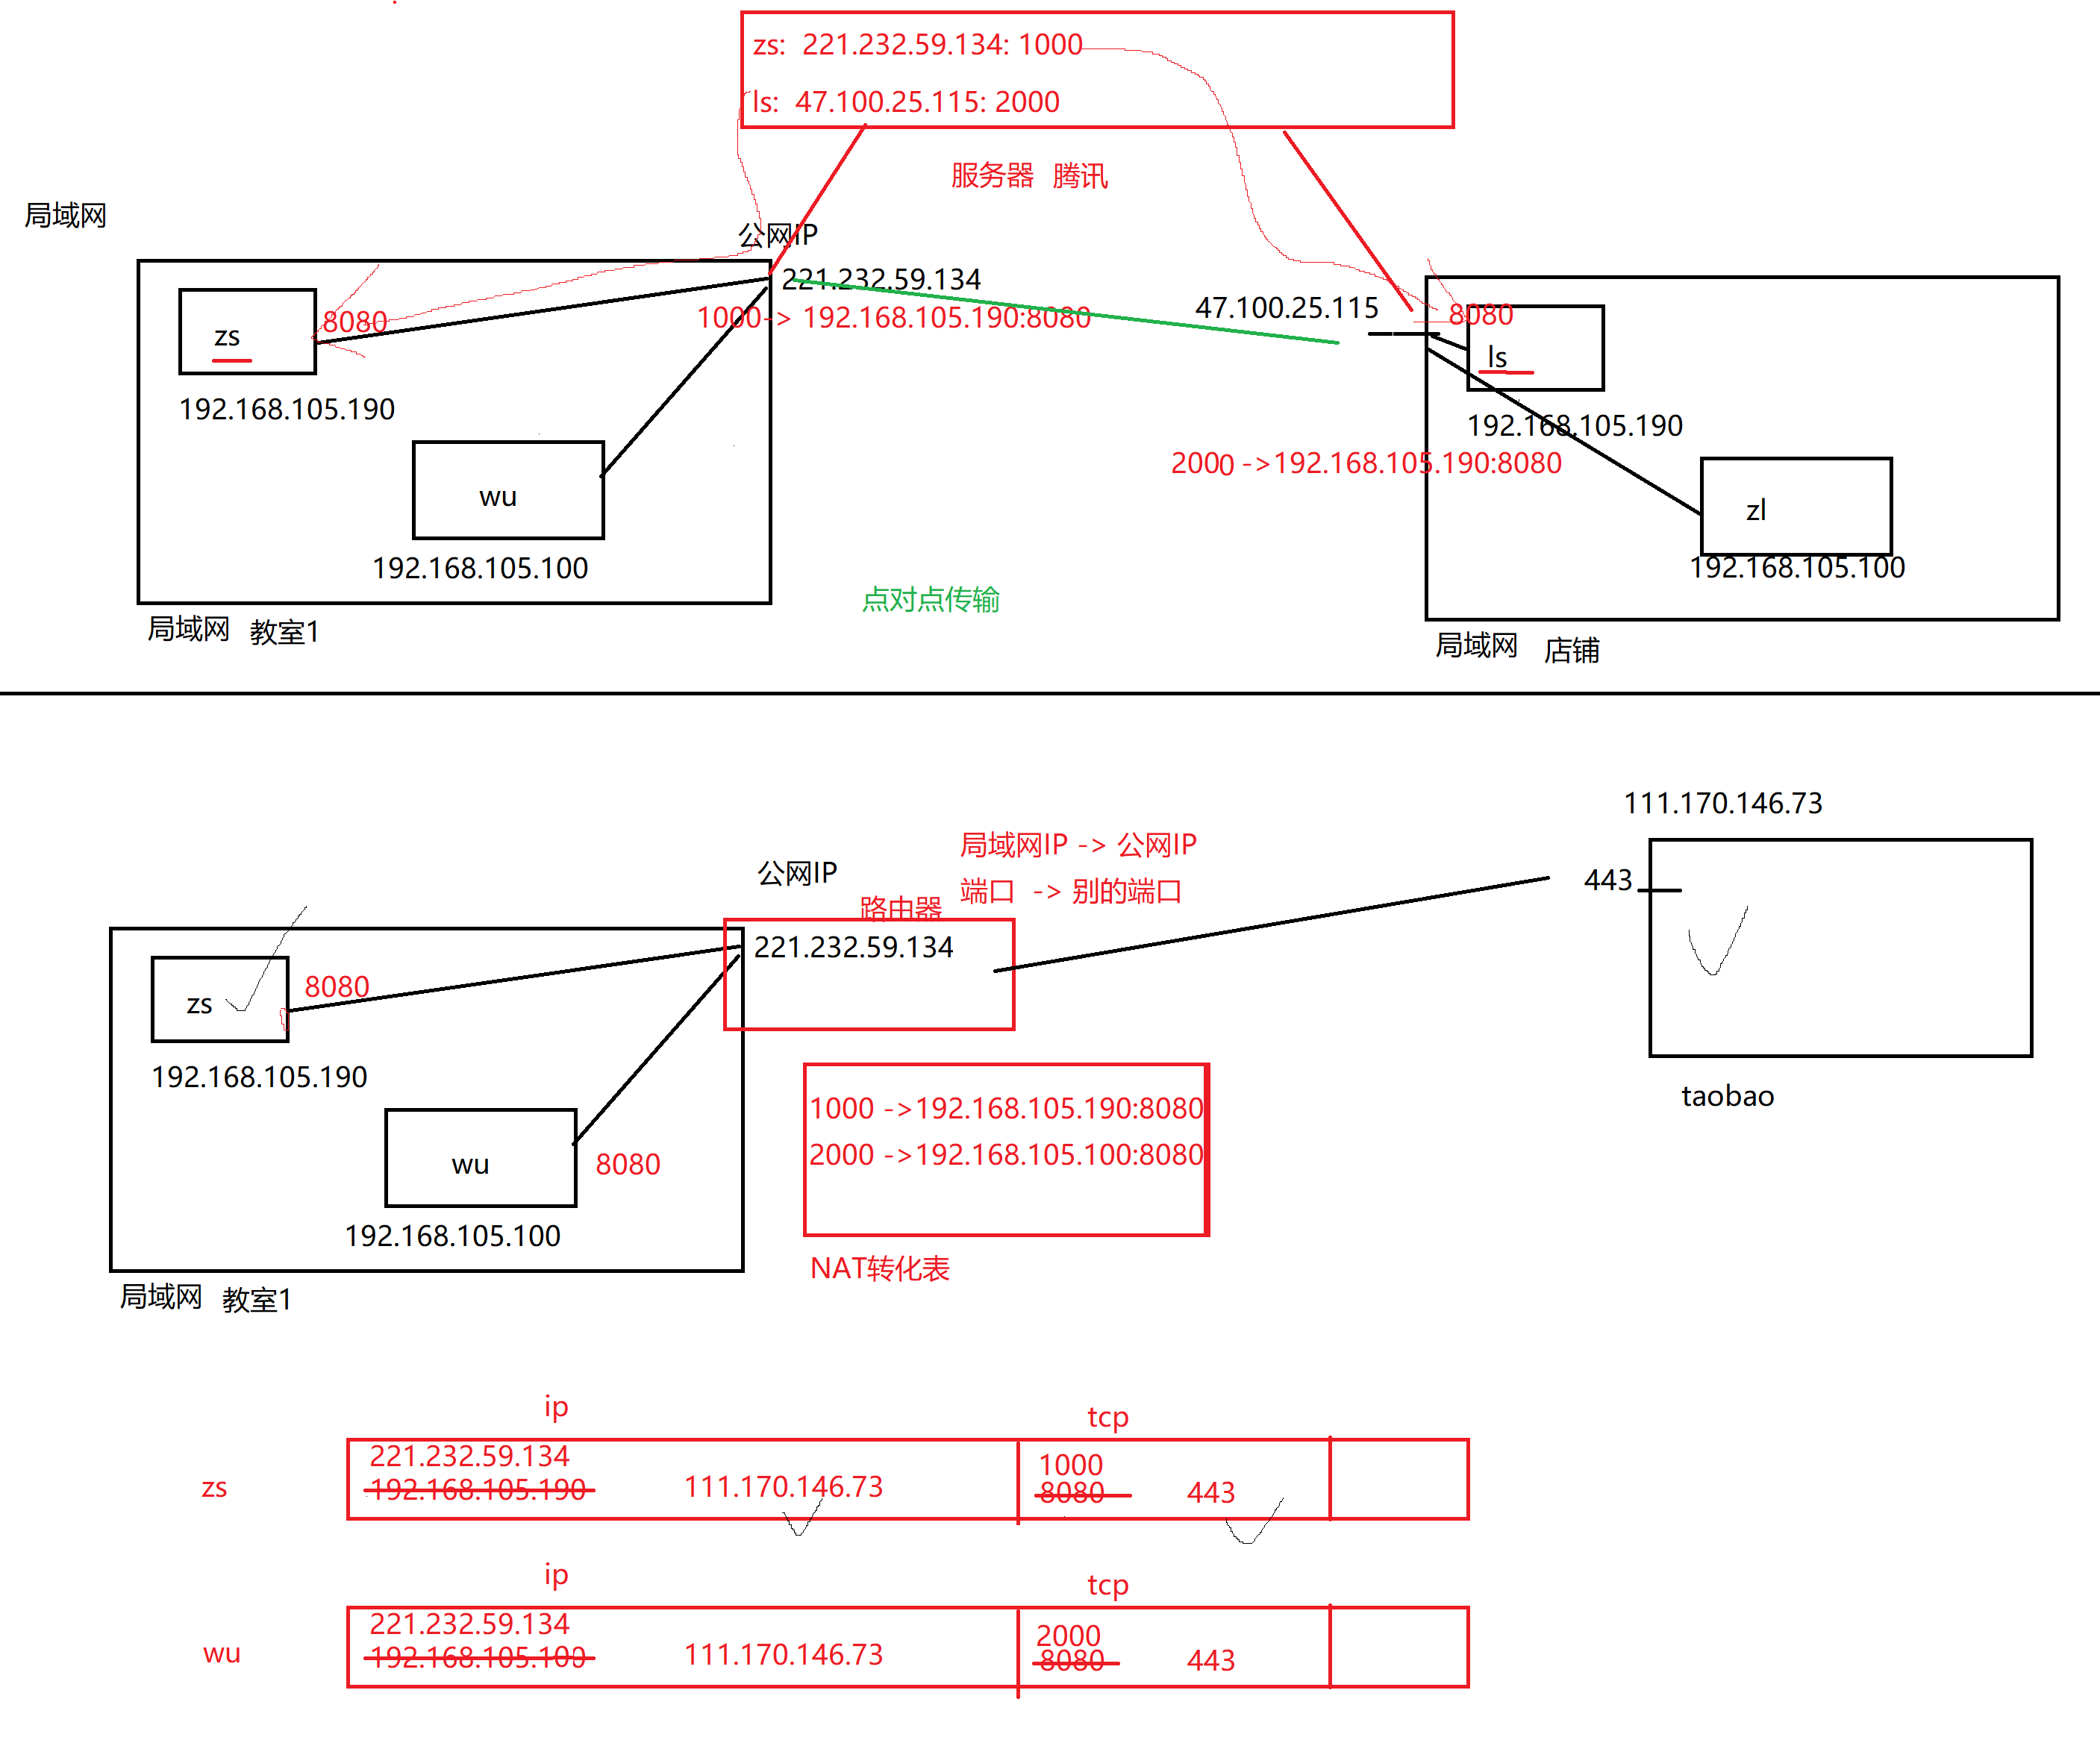 zs: 221.232.59.134: 1000
ls: 47.100.25.115: 2000
服务器 腾讯
局域网
公网IP
221.232.59.134
1000-> 192.168.105.190:8080
zs
8080
192.168.105.190
wu
192.168.105.100
局域网 教室1
点对点传输
47.100.25.115
8080
ls
192.168.105.190
2000 ->192.168.105.190:8080
zl
192.168.105.100
局域网 店铺
111.170.146.73
443
taobao
局域网IP -> 公网IP
端口 -> 别的端口
公网IP
路由器
221.232.59.134
zs
8080
192.168.105.190
wu
8080
192.168.105.100
局域网 教室1
1000 ->192.168.105.190:8080
2000 ->192.168.105.100:8080
NAT转化表
ip tcp
221.232.59.134 1000
zs 192.168.105.190 111.170.146.73 8080 443
ip tcp
221.232.59.134 2000
wu 192.168.105.100 111.170.146.73 8080 443